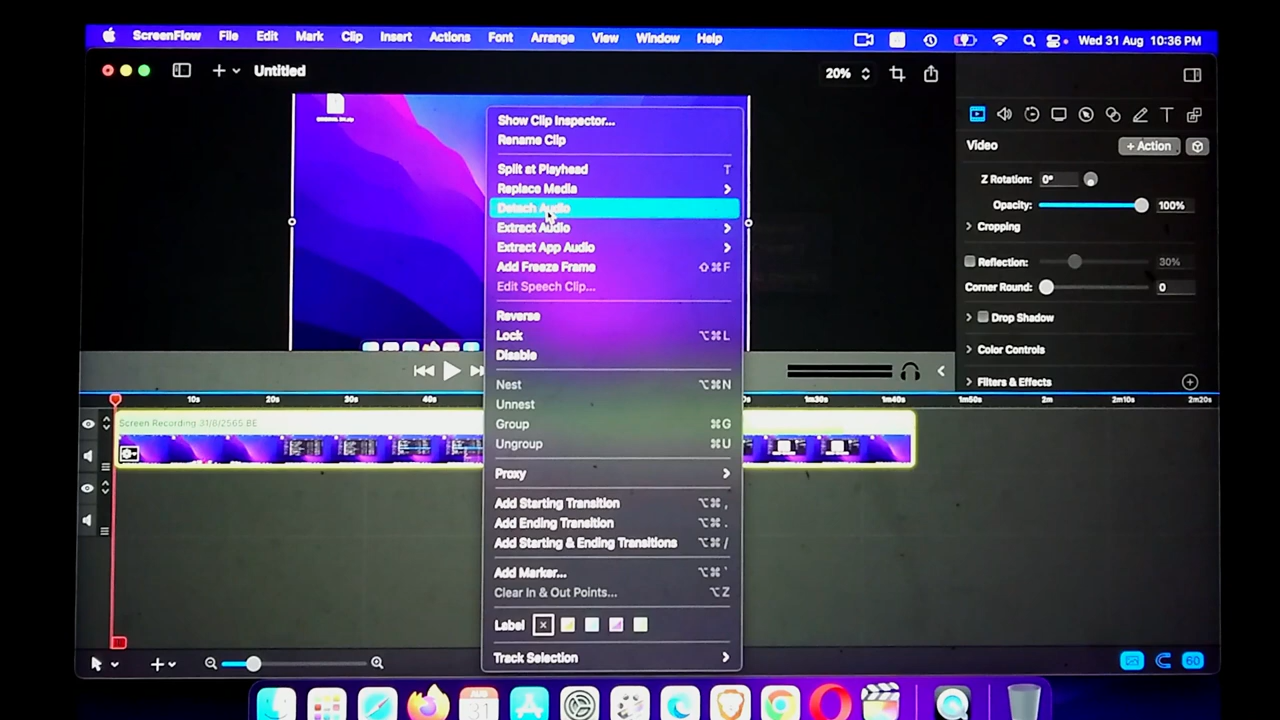 ScreenFlow File Edit Mark Clip Insert Actions Font Arrange View Window Help Wed 31 Aug 10:36 PM
Untitled 20%
Show Clip Inspector...
Rename Clip
Split at Playhead T
Replace Media
Detach Audio
Extract Audio
Extract App Audio
Add Freeze Frame ⇧⌘F
Edit Speech Clip...
Reverse
Lock ⌥⌘L
Disable
Nest ⌥⌘N
Unnest
Group ⌘G
Ungroup ⌘U
Proxy
Add Starting Transition ⌥⌘,
Add Ending Transition ⌥⌘.
Add Starting & Ending Transitions ⌥⌘/
Add Marker... ⌥⌘`
Clear In & Out Points... ⌥Z
Label
Track Selection
Video + Action
Z Rotation: 0°
Opacity: 100%
Cropping
Reflection: 30%
Corner Round: 0
Drop Shadow
Color Controls
Filters & Effects
10s 20s 30s 40s 1m30s 1m40s 1m50s 2m 2m10s 2m20s
Screen Recording 31/8/2565 BE
60
AUG
31